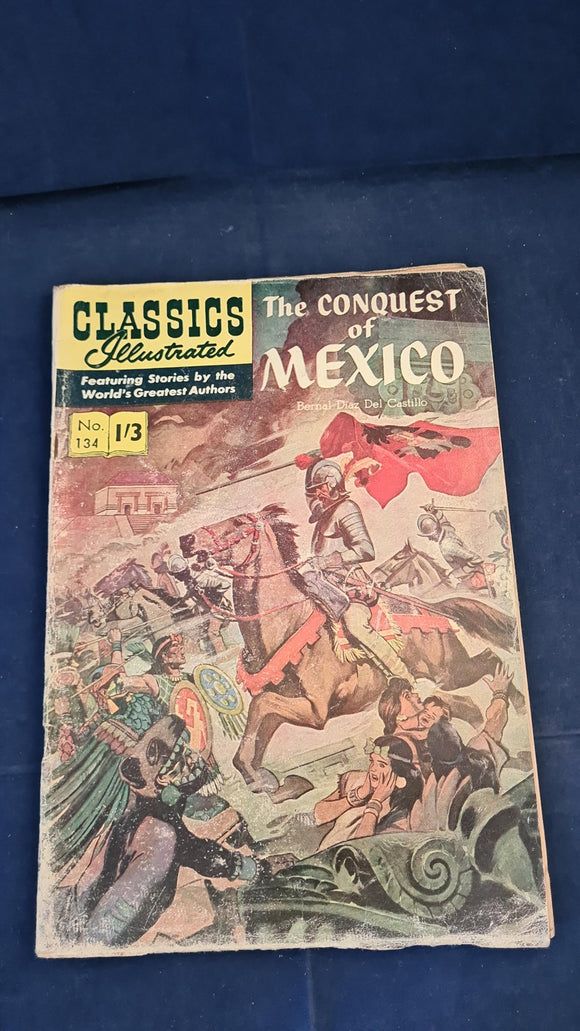 CLASSICS
Illustrated
Featuring Stories by the
World's Greatest Authors
No.
134
1/3
The CONQUEST
of
MEXICO
Bernal Diaz Del Castillo